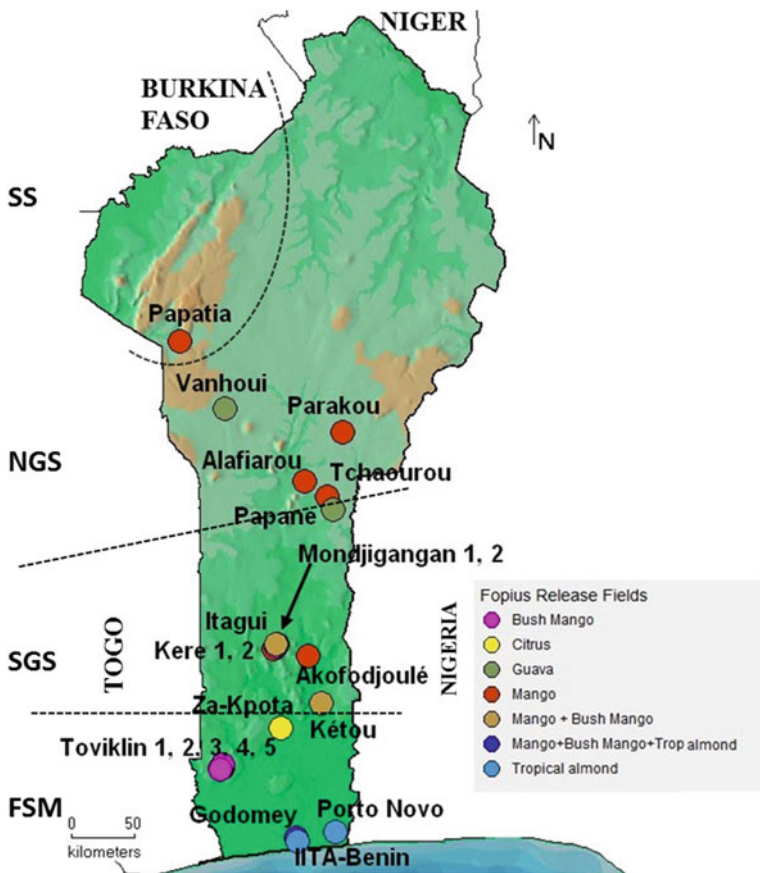 NIGER
BURKINA
FASO
N
SS
Papatia
Vanhoui
Parakou
NGS
Alafiarou
Tchaourou
Papane
Mondjigangan 1, 2
Itagui
TOGO
Kere 1, 2
NIGERIA
SGS
Akofodjoulé
Za-Kpota
Kétou
Toviklin 1, 2, 3, 4, 5
FSM
Godomey
Porto Novo
0 50
kilometers
IITA-Benin
Fopius Release Fields
Bush Mango
Citrus
Guava
Mango
Mango + Bush Mango
Mango+Bush Mango+Trop almond
Tropical almond